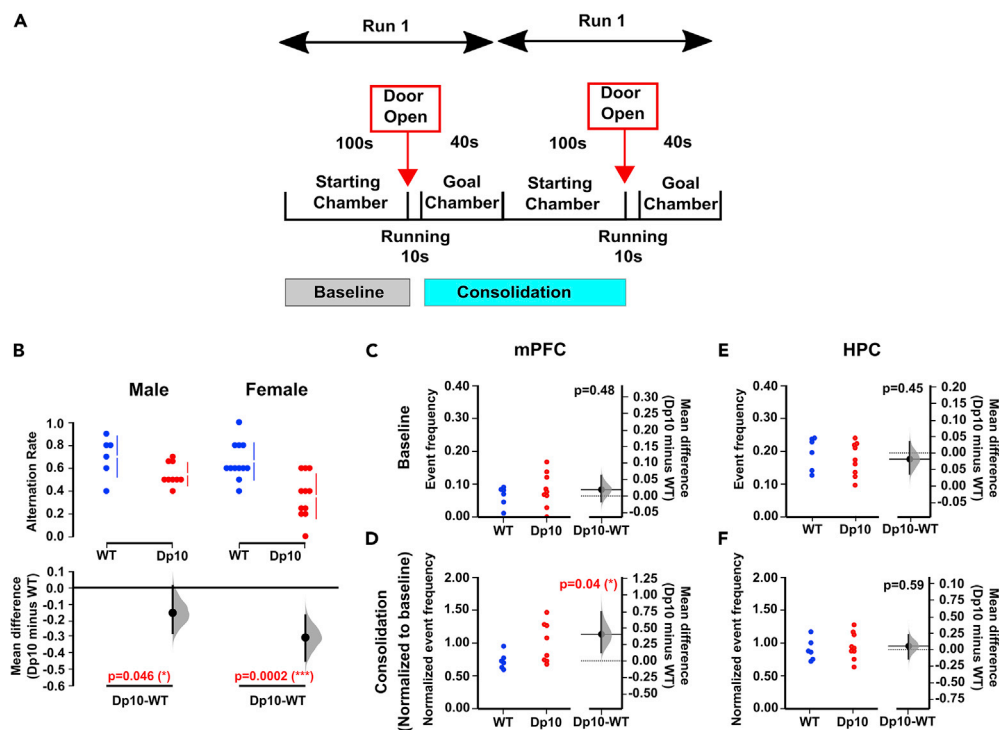 A
Run 1
Run 1
Door
Open
Door
Open
100s
40s
100s
40s
Starting
Chamber
Goal
Chamber
Starting
Chamber
Goal
Chamber
Running
10s
Running
10s
Baseline
Consolidation
B
Male
Female
Alternation Rate
1.0
0.8
0.6
0.4
0.2
0.0
WT
Dp10
WT
Dp10
Mean difference
(Dp10 minus WT)
0.1
0.0
-0.1
-0.2
-0.3
-0.4
-0.5
-0.6
p=0.046 (*)
p=0.0002 (***)
Dp10-WT
Dp10-WT
C
mPFC
Baseline
Event frequency
0.40
0.30
0.20
0.10
0.00
p=0.48
0.30
0.25
0.20
0.15
0.10
0.05
0.00
-0.05
Mean difference
(Dp10 minus WT)
WT
Dp10
Dp10-WT
D
Consolidation
(Normalized to baseline)
Normalized event frequency
2.00
1.50
1.00
0.50
0.00
p=0.04 (*)
1.25
1.00
0.75
0.50
0.25
0.00
-0.25
-0.50
Mean difference
(Dp10 minus WT)
WT
Dp10
Dp10-WT
E
HPC
Event frequency
0.40
0.30
0.20
0.10
0.00
p=0.45
0.20
0.15
0.10
0.05
0.00
-0.05
-0.05
Mean difference
(Dp10 minus WT)
WT
Dp10
Dp10-WT
F
Normalized event frequency
2.00
1.50
1.00
0.50
0.00
p=0.59
0.10
0.05
0.00
-0.25
-0.50
-0.75
Mean difference
(Dp10 minus WT)
WT
Dp10
Dp10-WT